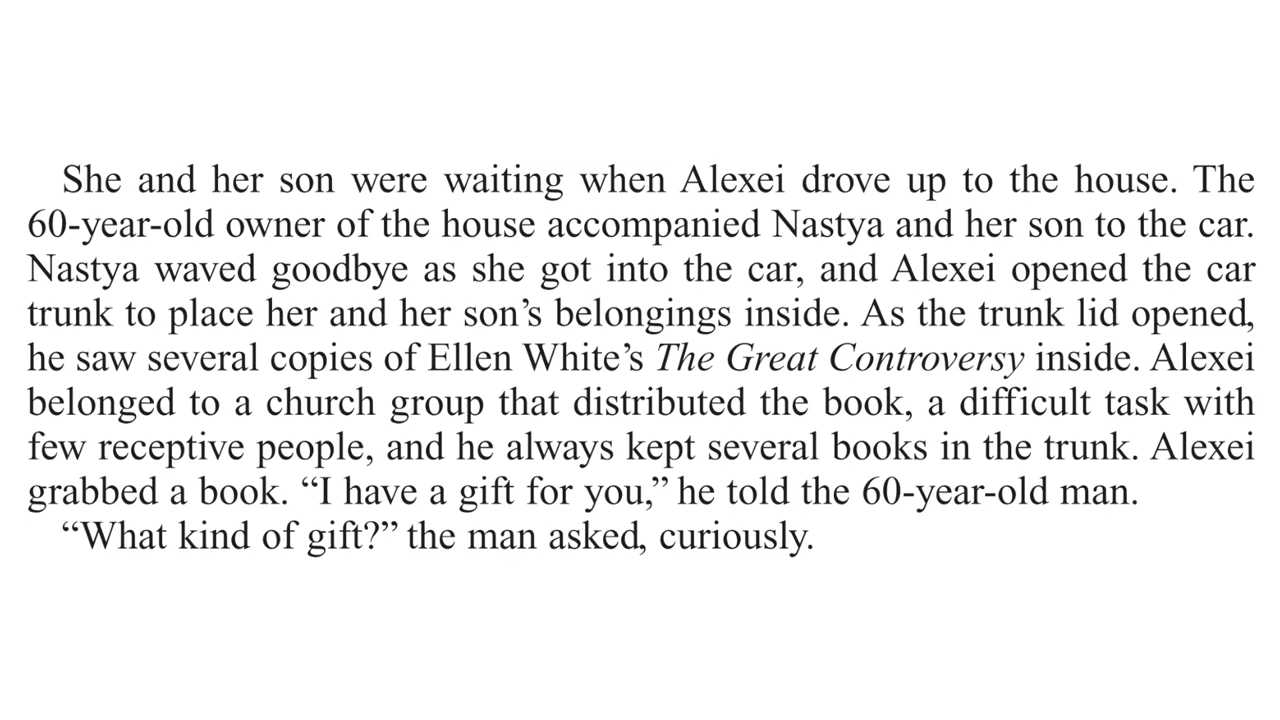 She and her son were waiting when Alexei drove up to the house. The
60-year-old owner of the house accompanied Nastya and her son to the car.
Nastya waved goodbye as she got into the car, and Alexei opened the car
trunk to place her and her son’s belongings inside. As the trunk lid opened,
he saw several copies of Ellen White’s The Great Controversy inside. Alexei
belonged to a church group that distributed the book, a difficult task with
few receptive people, and he always kept several books in the trunk. Alexei
grabbed a book. “I have a gift for you,” he told the 60-year-old man.
“What kind of gift?” the man asked, curiously.